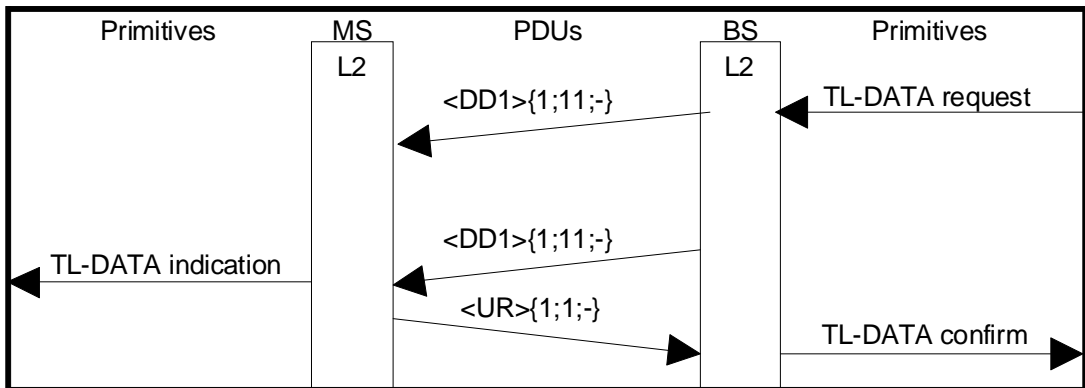 Primitives MS PDUs BS Primitives
L2 L2
<DD1>{1;11;-} TL-DATA request
<DD1>{1;11;-}
TL-DATA indication
<UR>{1;1;-}
TL-DATA confirm